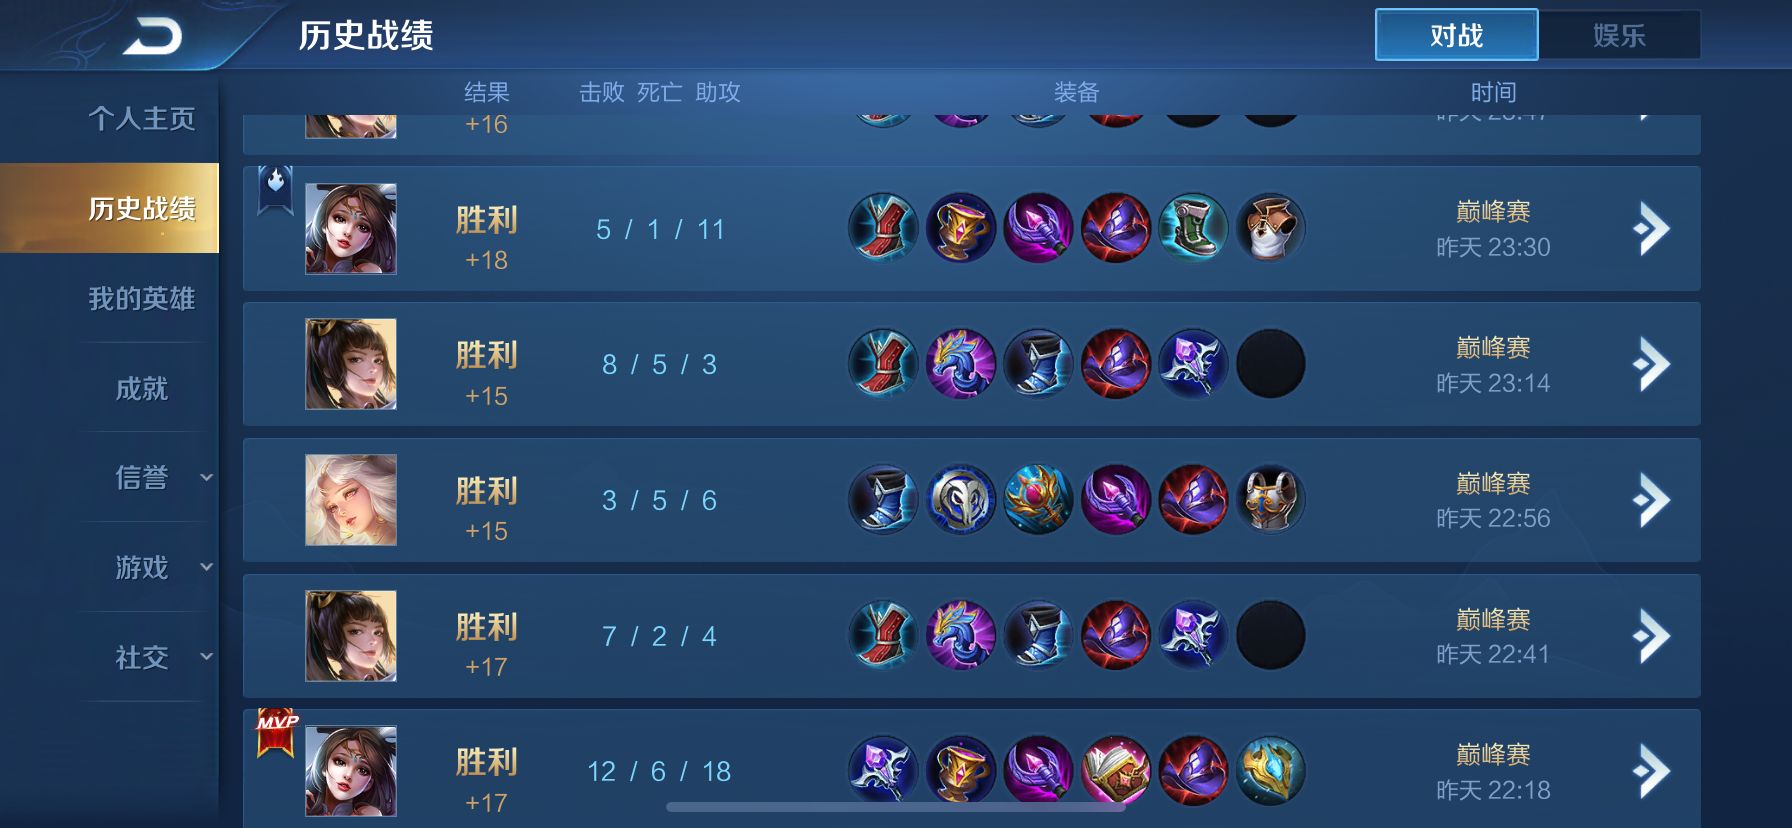 历史战绩
对战
娱乐
个人主页
历史战绩
我的英雄
成就
信誉
游戏
社交
结果 击败 死亡 助攻 装备 时间
+16
胜利
+18
5 / 1 / 11
巅峰赛
昨天 23:30
胜利
+15
8 / 5 / 3
巅峰赛
昨天 23:14
胜利
+15
3 / 5 / 6
巅峰赛
昨天 22:56
胜利
+17
7 / 2 / 4
巅峰赛
昨天 22:41
MVP
胜利
+17
12 / 6 / 18
巅峰赛
昨天 22:18